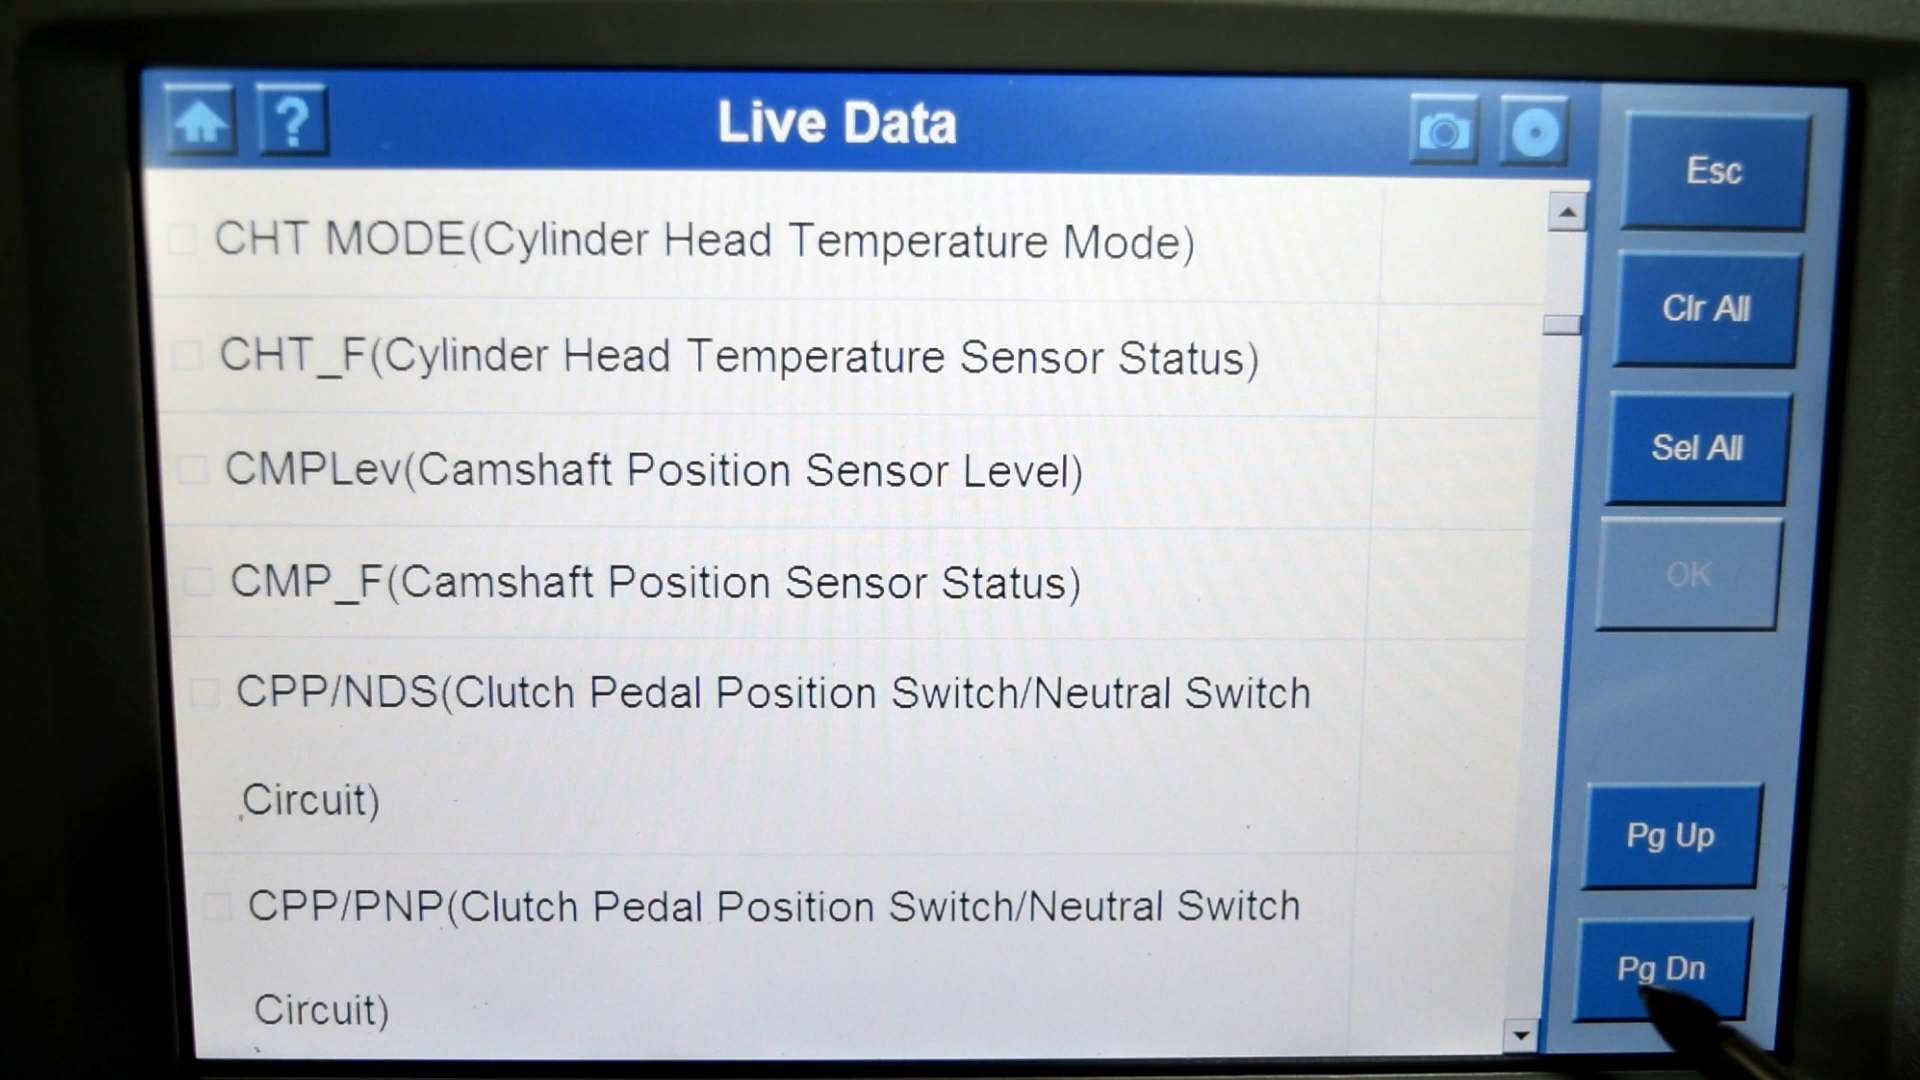 Live Data
Esc
CHT MODE(Cylinder Head Temperature Mode)
Clr All
CHT_F(Cylinder Head Temperature Sensor Status)
Sel All
CMPLev(Camshaft Position Sensor Level)
OK
CMP_F(Camshaft Position Sensor Status)
CPP/NDS(Clutch Pedal Position Switch/Neutral Switch
Circuit)
Pg Up
CPP/PNP(Clutch Pedal Position Switch/Neutral Switch
Circuit)
Pg Dn